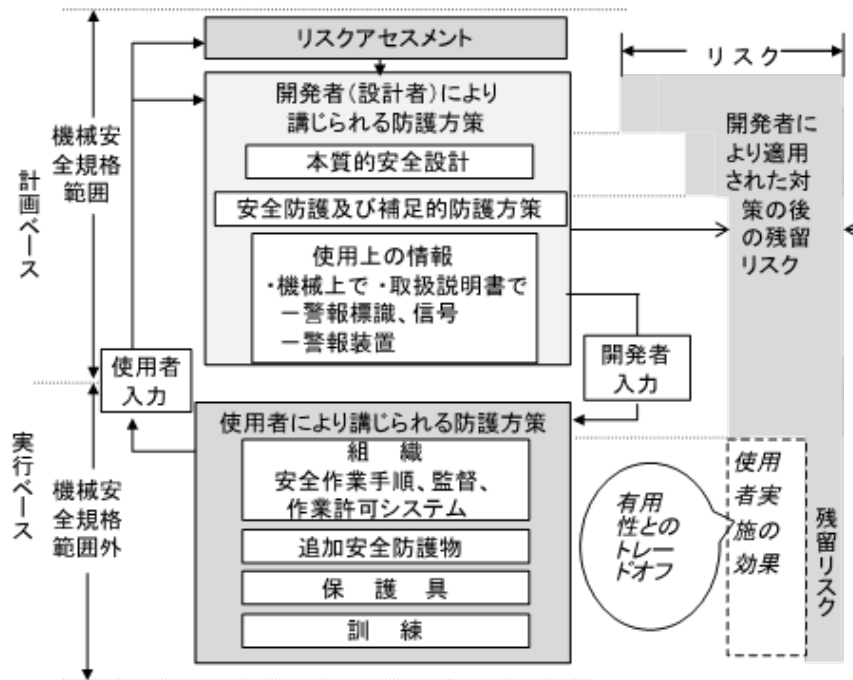 リスクアセスメント
開発者(設計者)により
講じられる防護方策
本質的安全設計
安全防護及び補足的防護方策
使用上の情報
・機械上で ・取扱説明書で
－警報標識、信号
－警報装置
計画ベース
機械安
全規格
範囲
使用者
入力
開発者
入力
リスク
開発者に
より適用
された対
策の後
の残留
リスク
実行ベース
機械安
全規格
範囲外
使用者により講じられる防護方策
組 織
安全作業手順、監督、
作業許可システム
追加安全防護物
保 護 具
訓 練
有用
性との
トレー
ドオフ
使用
者実
施の
効果
残留リスク